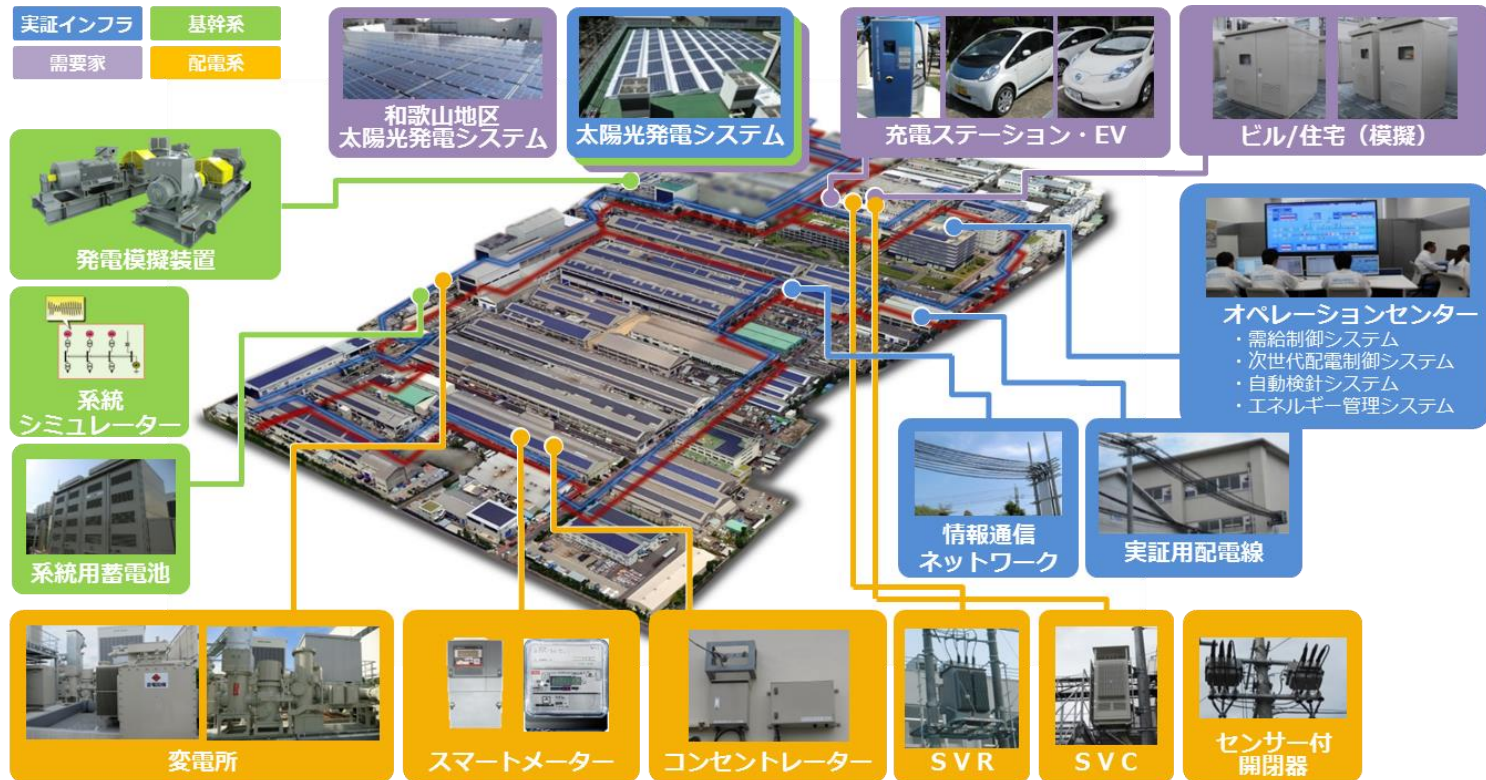 実証インフラ
基幹系
需要家
配電系
和歌山地区
太陽光発電システム
太陽光発電システム
充電ステーション・EV
ビル/住宅（模擬）
発電模擬装置
系統
シミュレーター
系統用蓄電池
オペレーションセンター
・需給制御システム
・次世代配電制御システム
・自動検針システム
・エネルギー管理システム
情報通信
ネットワーク
実証用配電線
変電所
スマートメーター
コンセントレーター
ＳＶＲ
ＳＶＣ
センサー付
開閉器